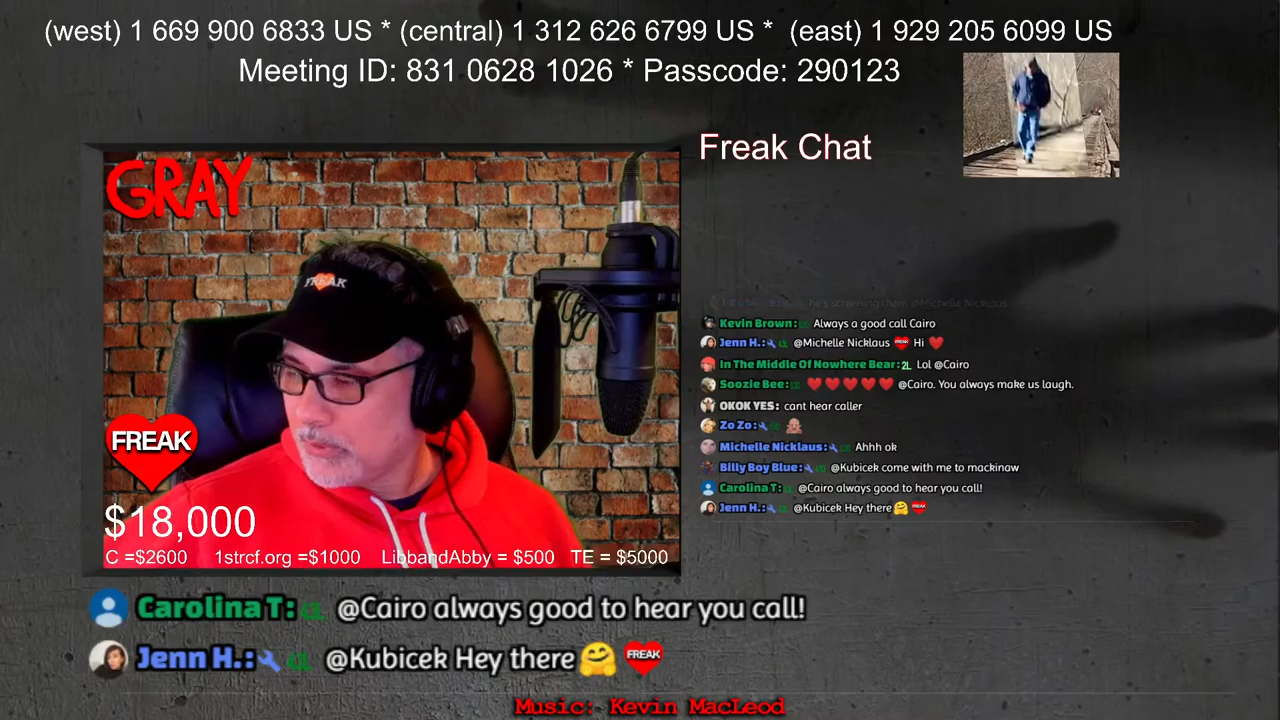 (west) 1 669 900 6833 US * (central) 1 312 626 6799 US * (east) 1 929 205 6099 US
Meeting ID: 831 0628 1026 * Passcode: 290123
Freak Chat
GRAY
FREAK
FREAK
$18,000
C =$2600 1strcf.org =$1000 LibbandAbby = $500 TE = $5000
@Michelle Nicklaus
Kevin Brown: Always a good call Cairo
Jenn H.: @Michelle Nicklaus FREAK Hi
In The Middle Of Nowhere Bear: Lol @Cairo
Soozie Bee: @Cairo. You always make us laugh.
OKOK YES: cant hear caller
Zo Zo:
Michelle Nicklaus: Ahhh ok
Billy Boy Blue: @Kubicek come with me to mackinaw
Carolina T: @Cairo always good to hear you call!
Jenn H.: @Kubicek Hey there FREAK
Carolina T: @Cairo always good to hear you call!
Jenn H.: @Kubicek Hey there FREAK
Music: Kevin MacLeod